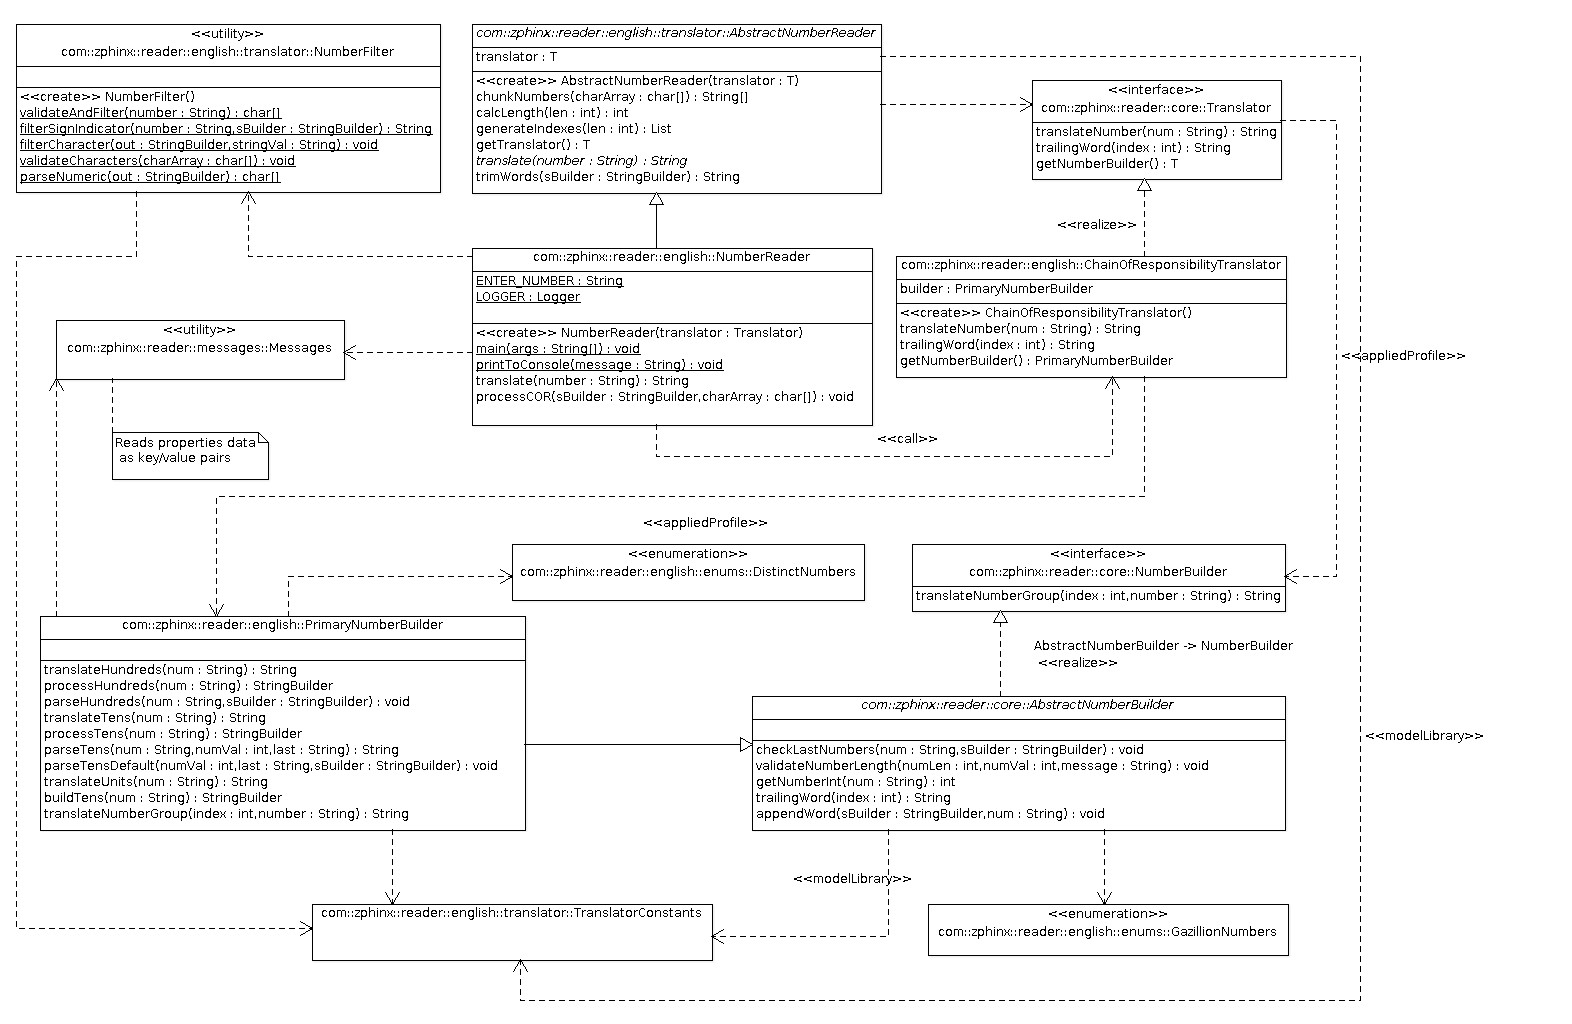 <<utility>>
com::zphinx::reader::english::translator::NumberFilter
<<create>> NumberFilter()
validateAndFilter(number : String) : char[]
filterSignIndicator(number : String,sBuilder : StringBuilder) : String
filterCharacter(out : StringBuilder,stringVal : String) : void
validateCharacters(charArray : char[]) : void
parseNumeric(out : StringBuilder) : char[]
com::zphinx::reader::english::translator::AbstractNumberReader
translator : T
<<create>> AbstractNumberReader(translator : T)
chunkNumbers(charArray : char[]) : String[]
calcLength(len : int) : int
generateIndexes(len : int) : List
getTranslator() : T
translate(number : String) : String
trimWords(sBuilder : StringBuilder) : String
<<interface>>
com::zphinx::reader::core::Translator
translateNumber(num : String) : String
trailingWord(index : int) : String
getNumberBuilder() : T
<<realize>>
com::zphinx::reader::english::NumberReader
ENTER_NUMBER : String
LOGGER : Logger
<<create>> NumberReader(translator : Translator)
main(args : String[]) : void
printToConsole(message : String) : void
translate(number : String) : String
processCOR(sBuilder : StringBuilder,charArray : char[]) : void
com::zphinx::reader::english::ChainOfResponsibilityTranslator
builder : PrimaryNumberBuilder
<<create>> ChainOfResponsibilityTranslator()
translateNumber(num : String) : String
trailingWord(index : int) : String
getNumberBuilder() : PrimaryNumberBuilder
<<appliedProfile>>
<<utility>>
com::zphinx::reader::messages::Messages
Reads properties data
as key/value pairs
<<call>>
<<appliedProfile>>
<<enumeration>>
com::zphinx::reader::english::enums::DistinctNumbers
<<interface>>
com::zphinx::reader::core::NumberBuilder
translateNumberGroup(index : int,number : String) : String
AbstractNumberBuilder -> NumberBuilder
<<realize>>
com::zphinx::reader::english::PrimaryNumberBuilder
translateHundreds(num : String) : String
processHundreds(num : String) : StringBuilder
parseHundreds(num : String,sBuilder : StringBuilder) : void
translateTens(num : String) : String
processTens(num : String) : StringBuilder
parseTens(num : String,numVal : int,last : String) : String
parseTensDefault(numVal : int,last : String,sBuilder : StringBuilder) : void
translateUnits(num : String) : String
buildTens(num : String) : StringBuilder
translateNumberGroup(index : int,number : String) : String
com::zphinx::reader::core::AbstractNumberBuilder
checkLastNumbers(num : String,sBuilder : StringBuilder) : void
validateNumberLength(numLen : int,numVal : int,message : String) : void
getNumberInt(num : String) : int
trailingWord(index : int) : String
appendWord(sBuilder : StringBuilder,num : String) : void
<<modelLibrary>>
<<modelLibrary>>
com::zphinx::reader::english::translator::TranslatorConstants
<<enumeration>>
com::zphinx::reader::english::enums::GazillionNumbers